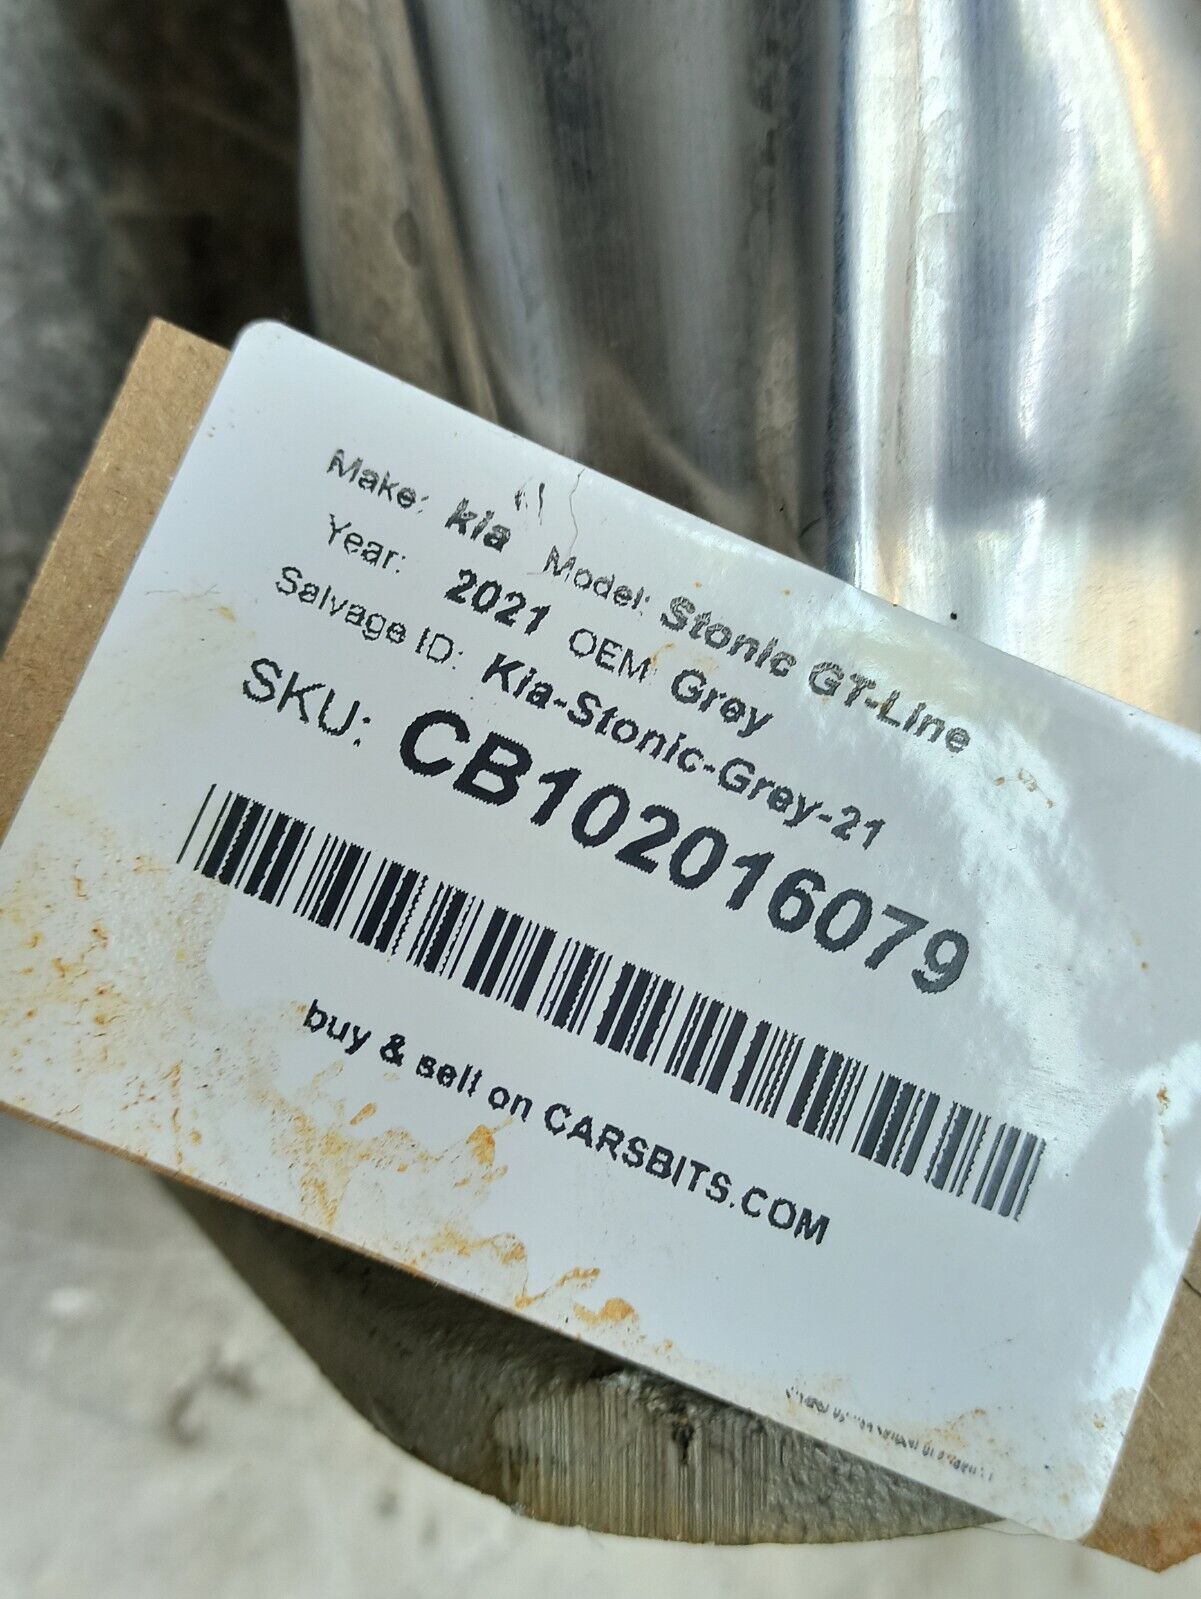 Make: kia Model: Stonic GT-Line
Year: 2021 OEM: Grey
Salvage ID: Kia-Stonic-Grey-21
SKU: CB102016079
buy & sell on CARSBITS.COM